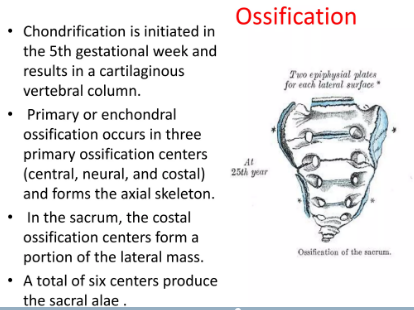 Ossification
• Chondrification is initiated in
the 5th gestational week and
results in a cartilaginous
vertebral column.
• Primary or enchondral
ossification occurs in three
primary ossification centers
(central, neural, and costal)
and forms the axial skeleton.
• In the sacrum, the costal
ossification centers form a
portion of the lateral mass.
• A total of six centers produce
the sacral alae .
Two epiphysial plates
for each lateral surface *
At
25th year
Ossification of the sacrum.